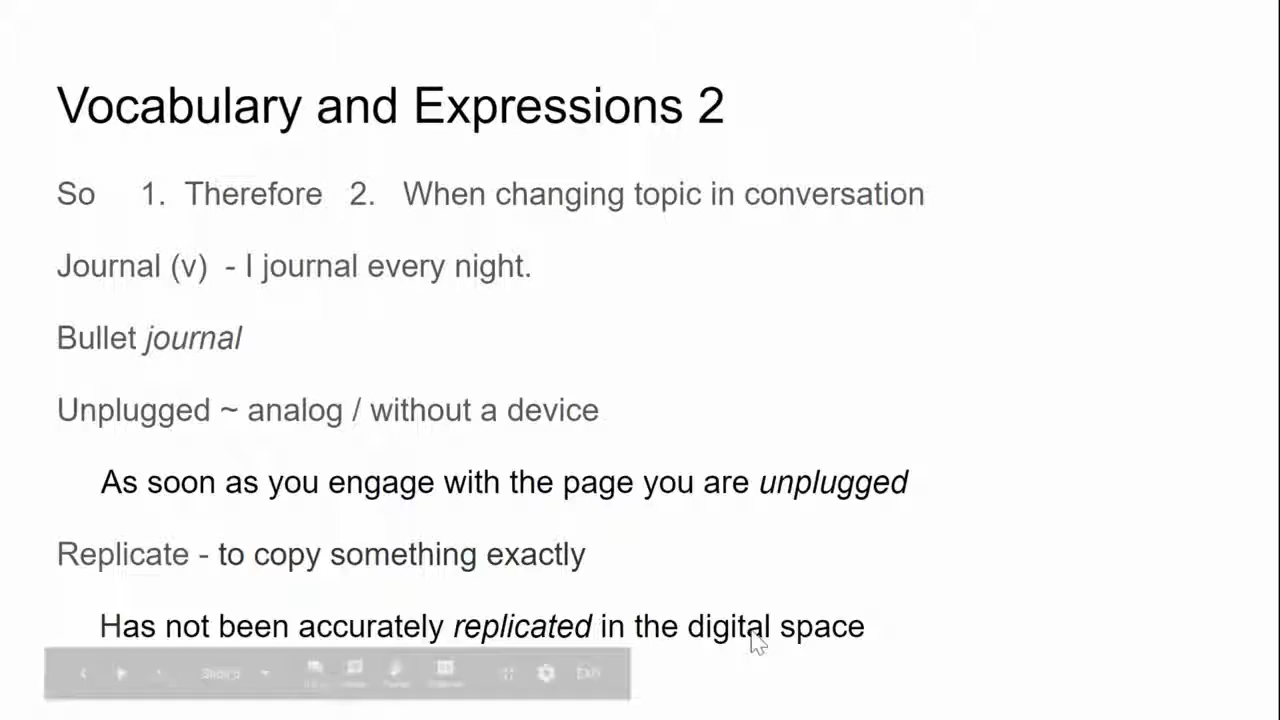 Vocabulary and Expressions 2
So 1. Therefore 2. When changing topic in conversation
Journal (v) - I journal every night.
Bullet journal
Unplugged ~ analog / without a device
As soon as you engage with the page you are unplugged
Replicate - to copy something exactly
Has not been accurately replicated in the digital space
Exit